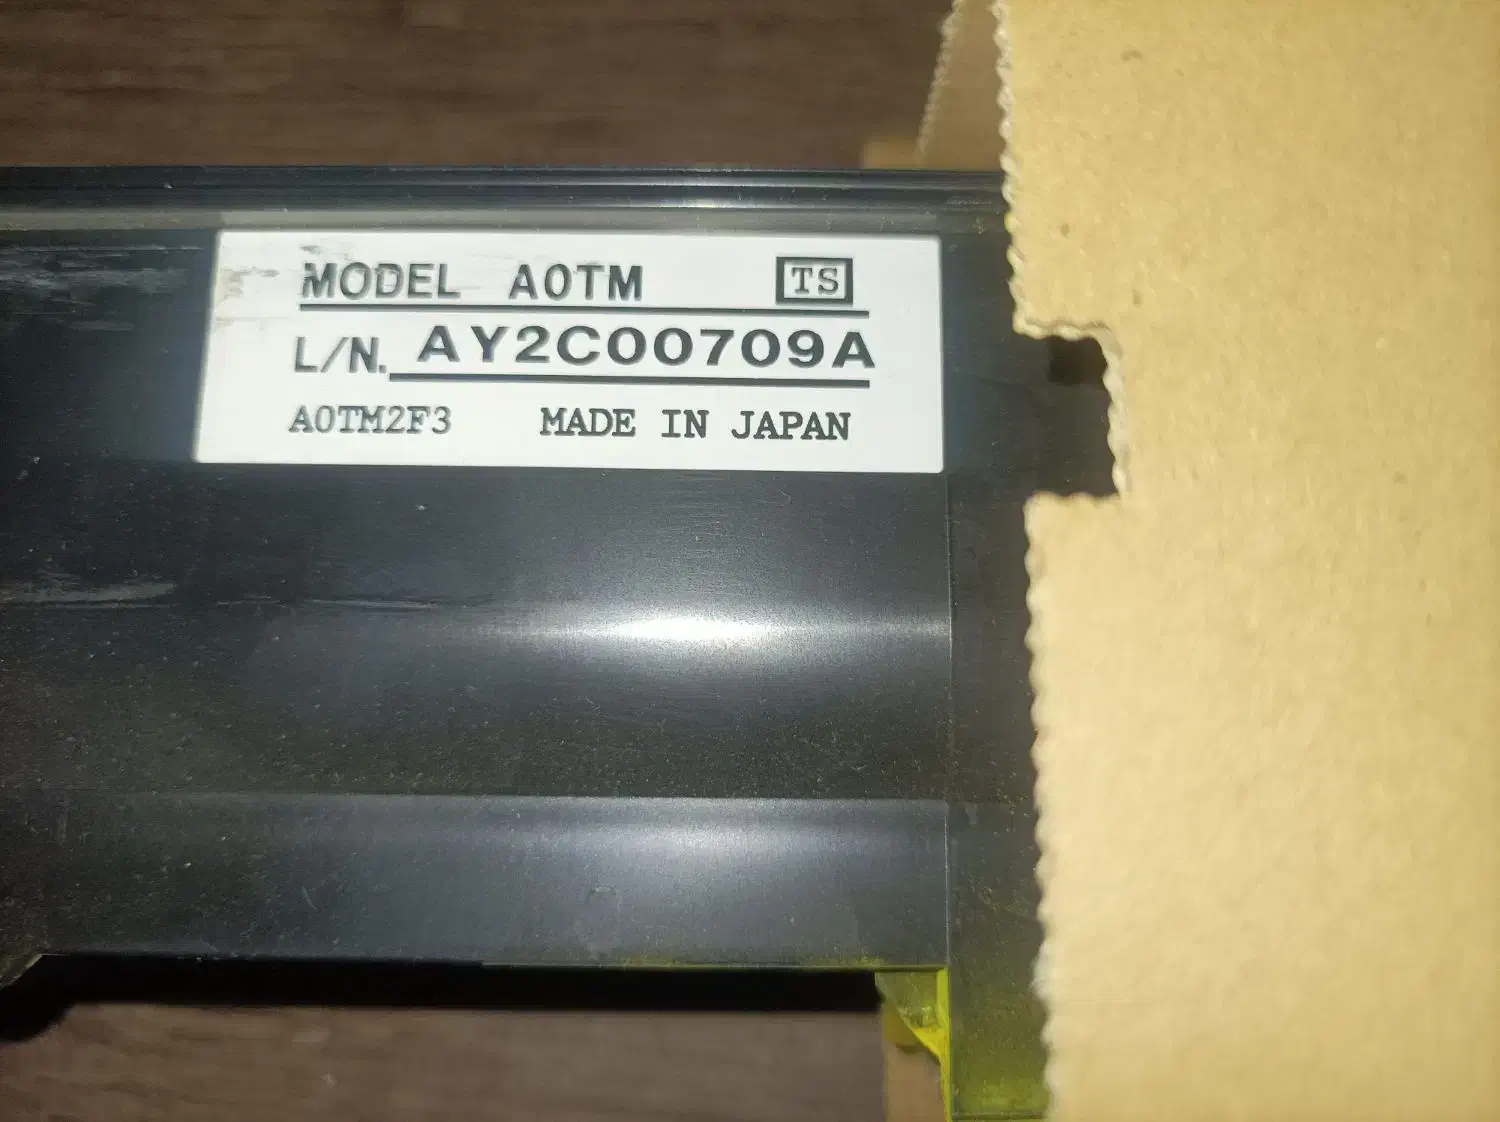 MODEL A0TM TS
L/N. AY2C00709A
A0TM2F3 MADE IN JAPAN